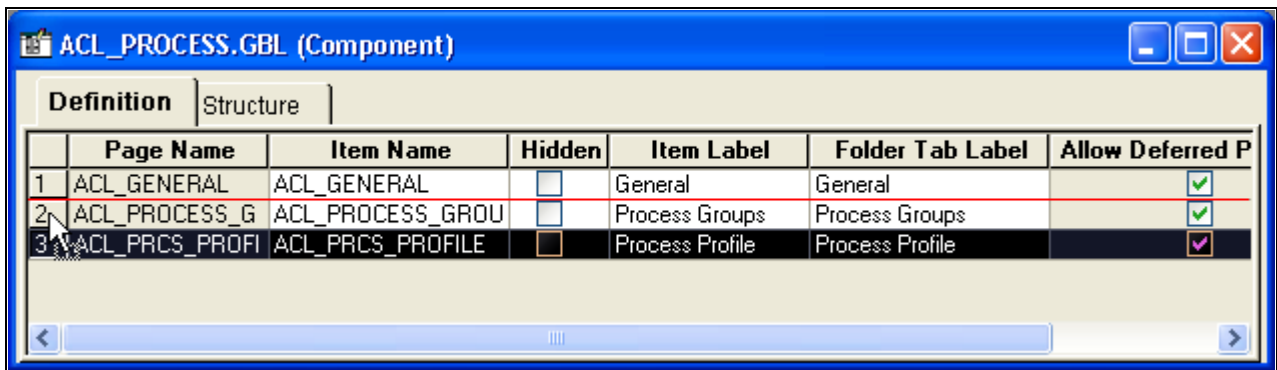 ACL_PROCESS.GBL (Component)
Definition Structure
Page Name Item Name Hidden Item Label Folder Tab Label Allow Deferred P
1 ACL_GENERAL ACL_GENERAL General General
2 ACL_PROCESS_G ACL_PROCESS_GROU Process Groups Process Groups
3 ACL_PRCS_PROFI ACL_PRCS_PROFILE Process Profile Process Profile